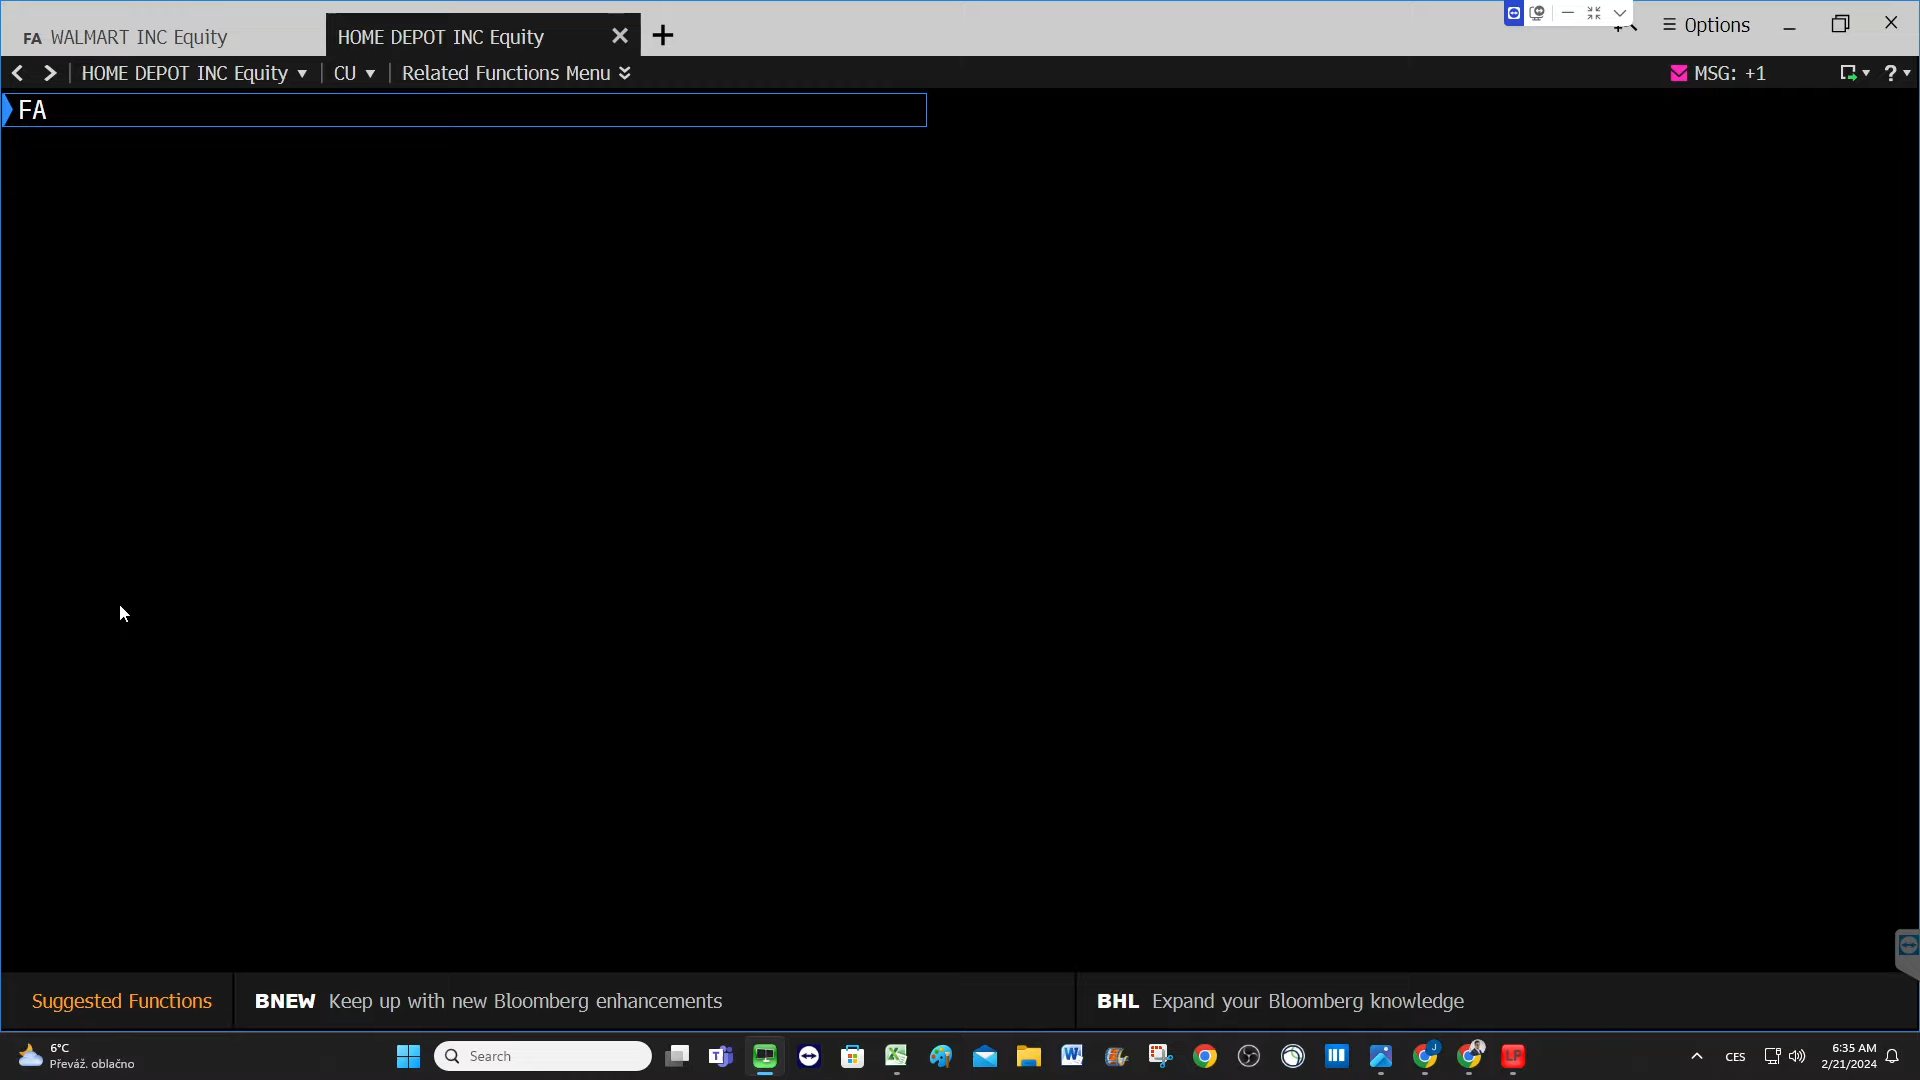 FA WALMART INC Equity
HOME DEPOT INC Equity
Options
HOME DEPOT INC Equity
CU
Related Functions Menu
MSG: +1
?
FA
Suggested Functions
BNEW Keep up with new Bloomberg enhancements
BHL Expand your Bloomberg knowledge
6°C
Převáž. oblačno
Search
CES
6:35 AM
2/21/2024